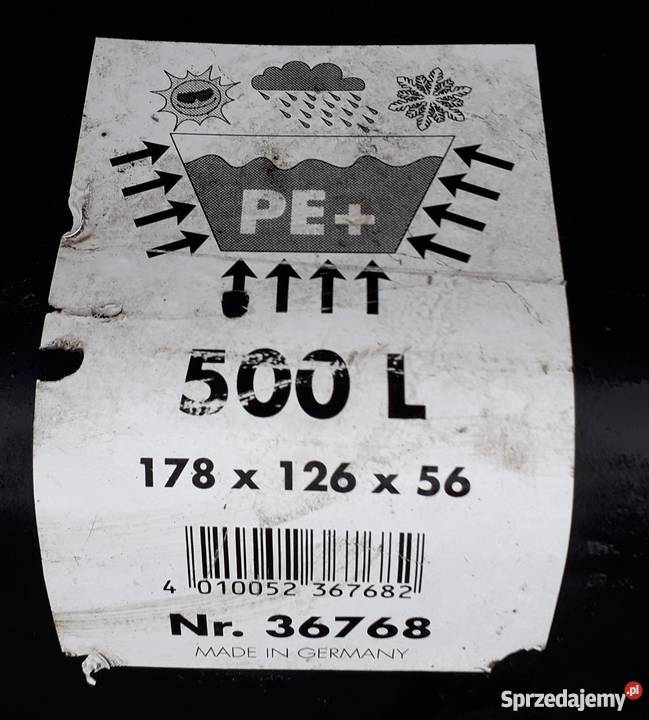 PE+
500 L
178 x 126 x 56
4 010052 367682
Nr. 36768
MADE IN GERMANY
Sprzedajemy.pl